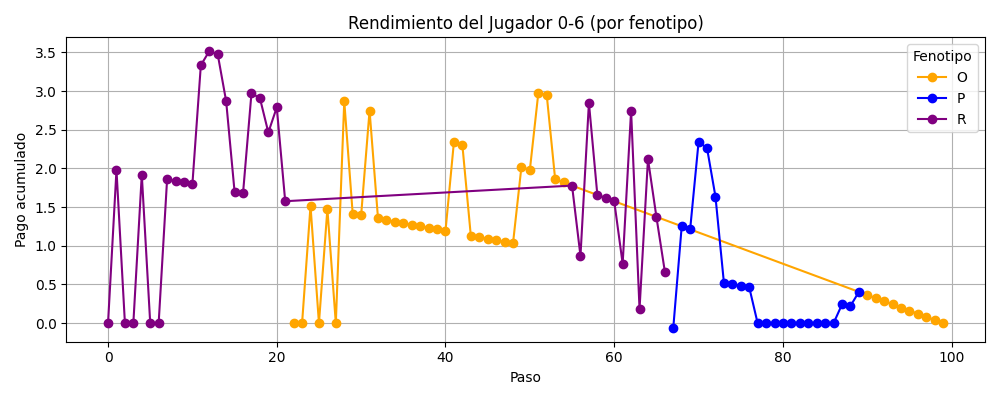 Rendimiento del Jugador 0-6 (por fenotipo)
Pago acumulado
3.5
3.0
2.5
2.0
1.5
1.0
0.5
0.0
0 20 40 60 80 100
Paso
Fenotipo
O
P
R